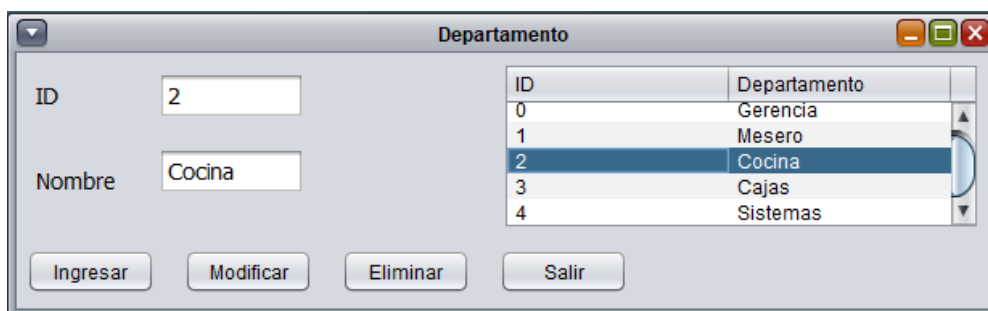 Departamento
ID 2
Nombre Cocina
ID Departamento
0 Gerencia
1 Mesero
2 Cocina
3 Cajas
4 Sistemas
Ingresar Modificar Eliminar Salir